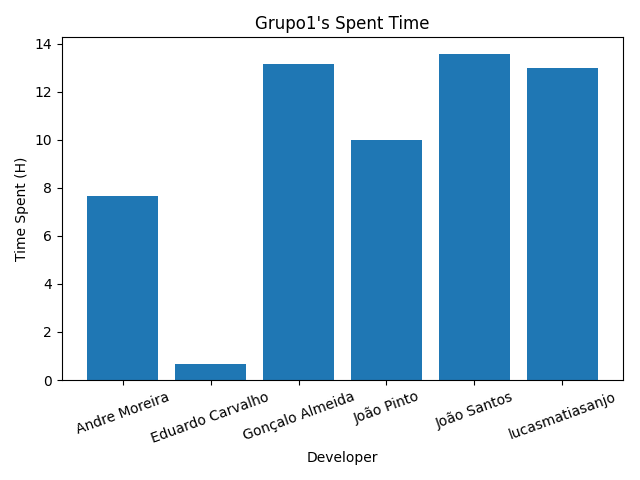 Grupo1's Spent Time
Time Spent (H)
14
12
10
8
6
4
2
0
Andre Moreira
Eduardo Carvalho
Gonçalo Almeida
João Pinto
João Santos
lucasmatiasanjo
Developer